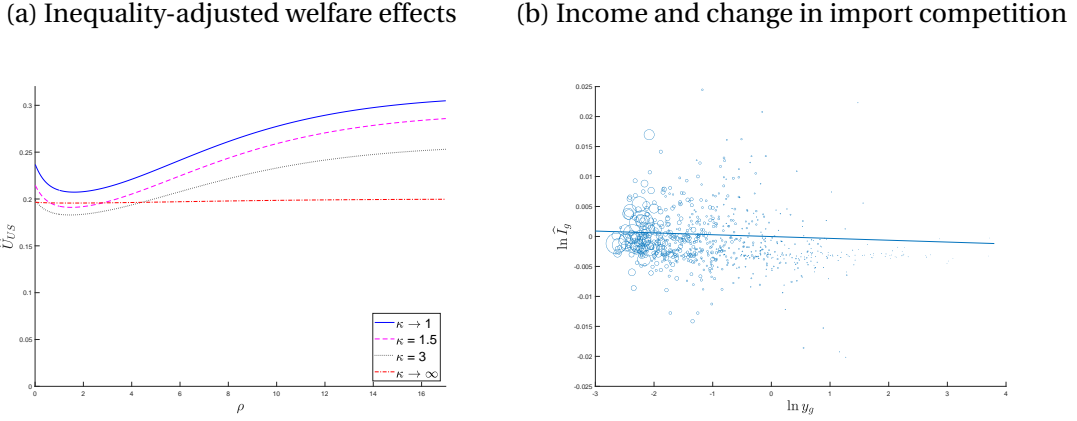 (a) Inequality-adjusted welfare effects
(b) Income and change in import competition
0.3
0.25
0.2
0.15
0.1
0.05
0
0 2 4 6 8 10 12 14 16
ρ
Û_US
κ → 1
κ = 1.5
κ = 3
κ → ∞
0.025
0.02
0.015
0.01
0.005
0
-0.005
-0.01
-0.015
-0.02
-0.025
-3 -2 -1 0 1 2 3 4
ln y_g
ln Î_g